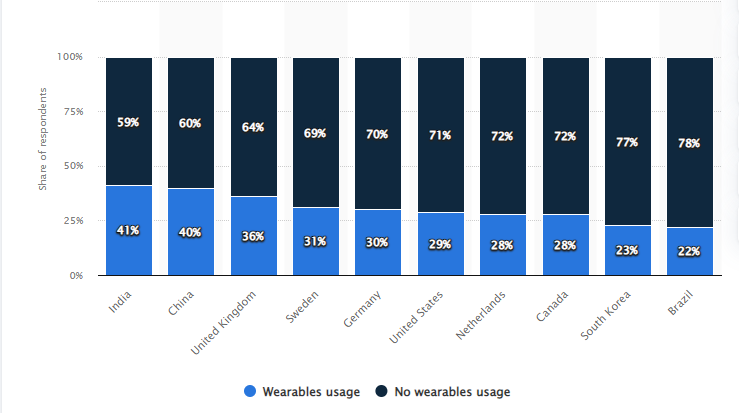 100%
75%
50%
25%
0%
Share of respondents
59% 60% 64% 69% 70% 71% 72% 72% 77% 78%
41% 40% 36% 31% 30% 29% 28% 28% 23% 22%
India China United Kingdom Sweden Germany United States Netherlands Canada South Korea Brazil
Wearables usage No wearables usage